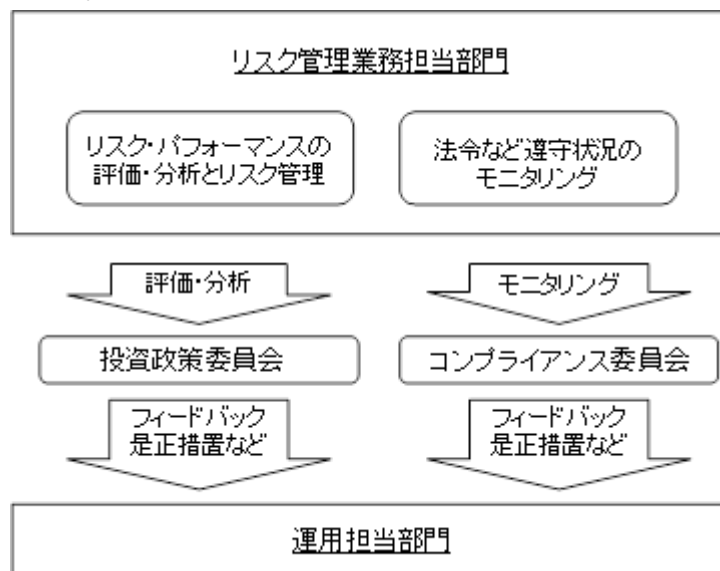 リスク管理業務担当部門
リスク・パフォーマンスの
評価・分析とリスク管理
法令など遵守状況の
モニタリング
評価・分析
モニタリング
投資政策委員会
コンプライアンス委員会
フィードバック
是正措置など
フィードバック
是正措置など
運用担当部門